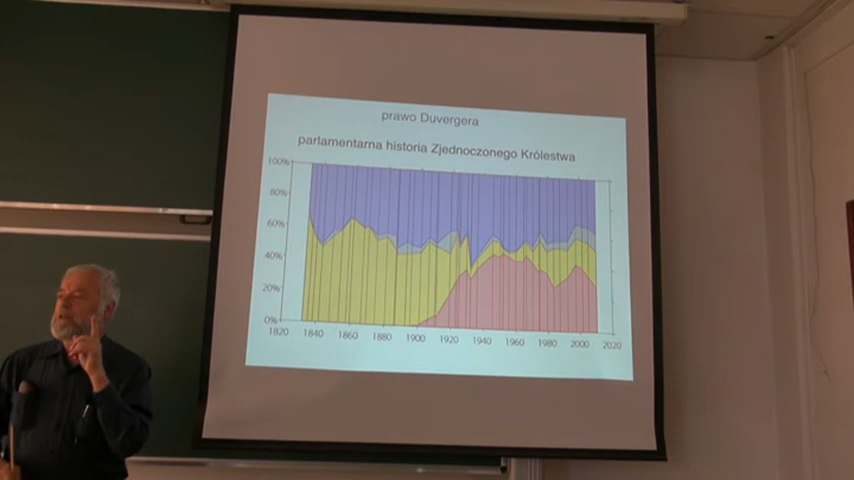 prawo Duvergera
parlamentarna historia Zjednoczonego Królestwa
100%
80%
60%
40%
20%
0%
1820 1840 1860 1880 1900 1920 1940 1960 1980 2000 2020